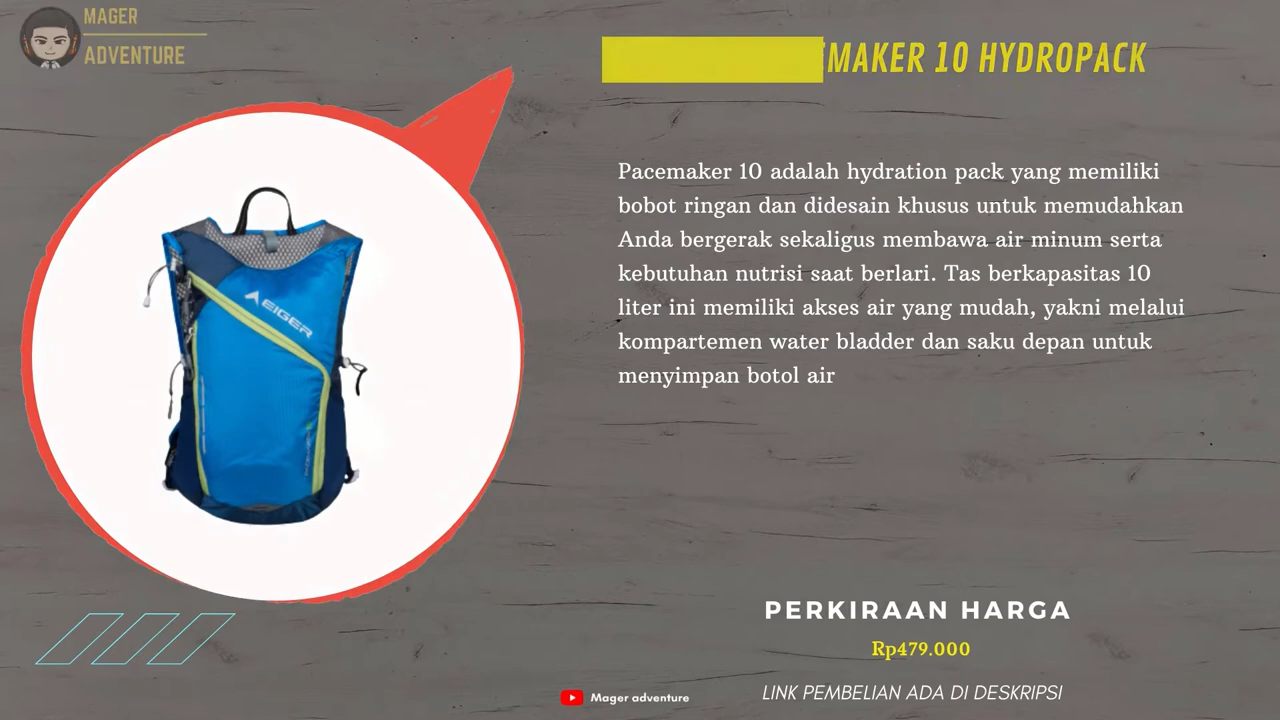 MAGER
ADVENTURE
MAKER 10 HYDROPACK
Pacemaker 10 adalah hydration pack yang memiliki
bobot ringan dan didesain khusus untuk memudahkan
Anda bergerak sekaligus membawa air minum serta
kebutuhan nutrisi saat berlari. Tas berkapasitas 10
liter ini memiliki akses air yang mudah, yakni melalui
kompartemen water bladder dan saku depan untuk
menyimpan botol air
EIGER
PERKIRAAN HARGA
Rp479.000
LINK PEMBELIAN ADA DI DESKRIPSI
Mager adventure